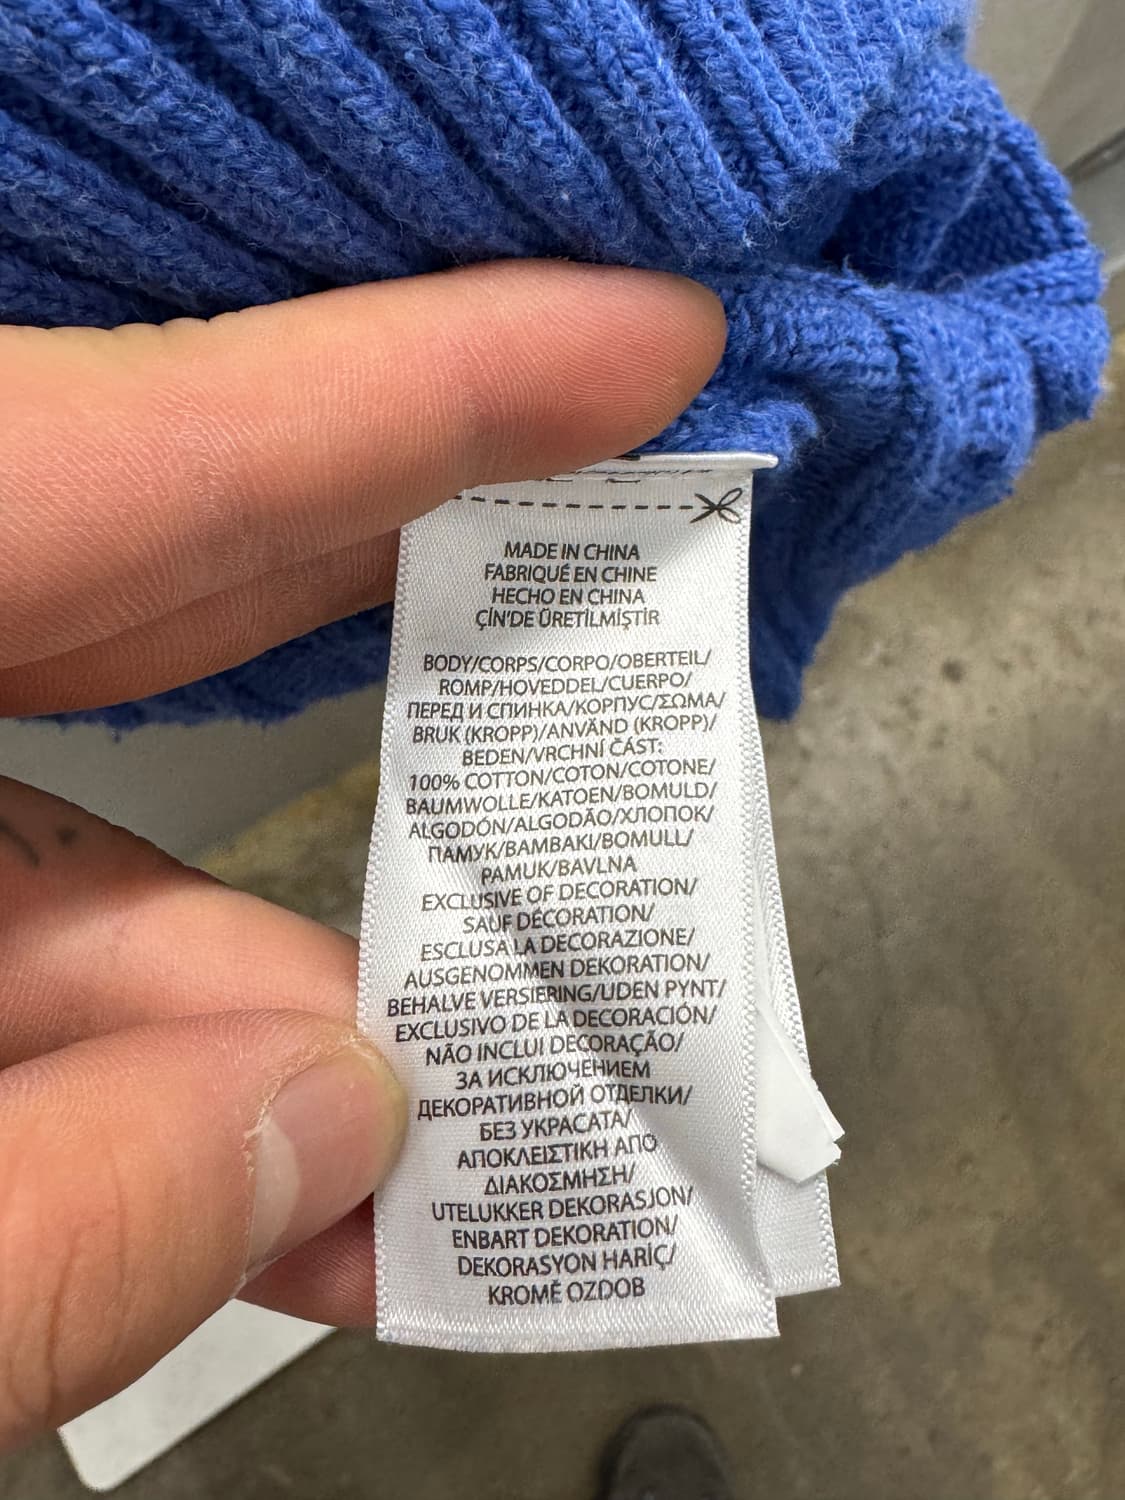 MADE IN CHINA
FABRIQUÉ EN CHINE
HECHO EN CHINA
ÇİN'DE ÜRETİLMİŞTİR
BODY/CORPS/CORPO/OBERTEIL/
ROMP/HOVEDDEL/CUERPO/
ПЕРЕД И СПИНКА/КОРПУС/ΣΩΜΑ/
BRUK (KROPP)/ANVÄND (KROPP)/
BEDEN/VRCHNÍ ČÁST:
100% COTTON/COTON/COTONE/
BAUMWOLLE/KATOEN/BOMULD/
ALGODÓN/ALGODÃO/ХЛОПОК/
ПАМУК/ΒΑΜΒΑΚΙ/BOMULL/
PAMUK/BAVLNA
EXCLUSIVE OF DECORATION/
SAUF DÉCORATION/
ESCLUSA LA DECORAZIONE/
AUSGENOMMEN DEKORATION/
BEHALVE VERSIERING/UDEN PYNT/
EXCLUSIVO DE LA DECORACIÓN/
NÃO INCLUI DECORAÇÃO/
ЗА ИСКЛЮЧЕНИЕМ
ДЕКОРАТИВНОЙ ОТДЕЛКИ/
БЕЗ УКРАСАТА/
ΑΠΟΚΛΕΙΣΤΙΚΗ ΑΠΟ
ΔΙΑΚΟΣΜΗΣΗ/
UTELUKKER DEKORASJON/
ENBART DEKORATION/
DEKORASYON HARİÇ/
KROMĚ OZDOB